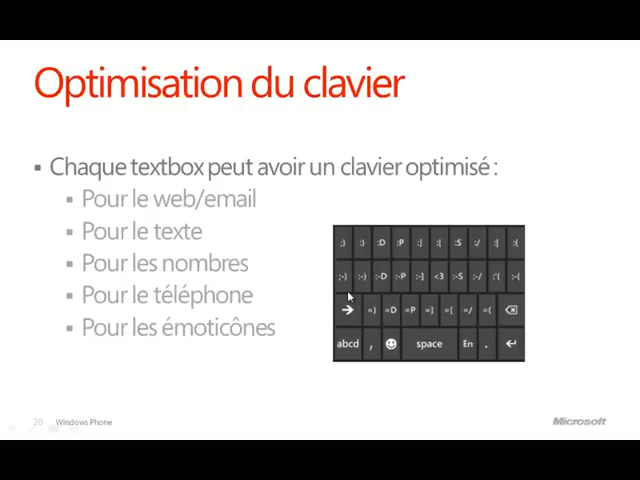 Optimisation du clavier
Chaque textbox peut avoir un clavier optimisé :
Pour le web/email
Pour le texte
Pour les nombres
Pour le téléphone
Pour les émoticônes
;) :) :D :P :| :( :S :/ :| :(
;-) :-) :-D :-P :-] <3 :-S :-/ :'( :-(
=) =D =P =] =[ =/ =(
abcd , space En .
20 Windows Phone
Microsoft